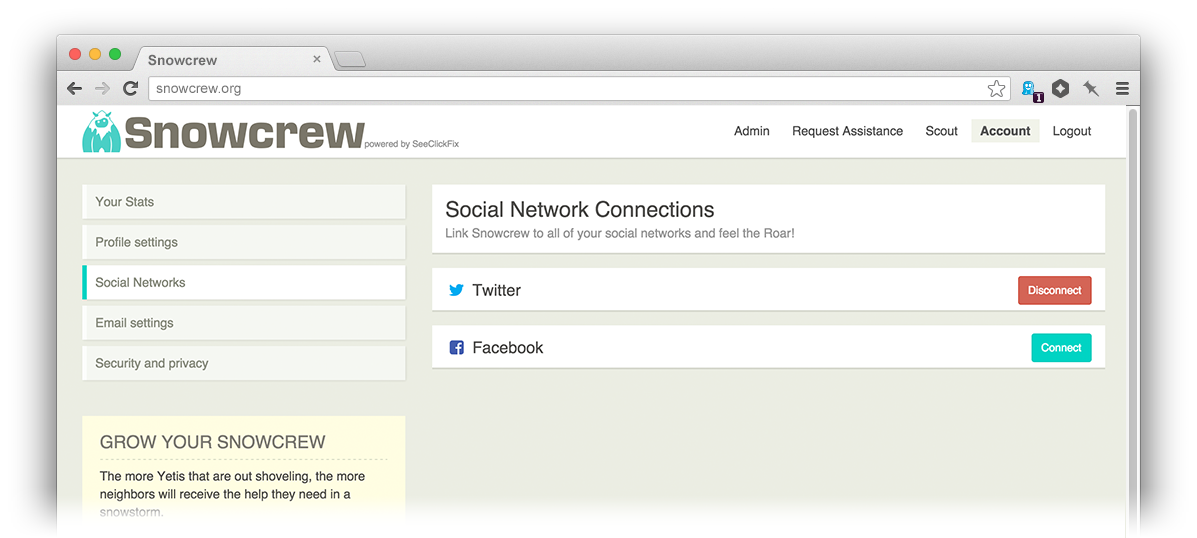 Snowcrew
snowcrew.org
1
Snowcrew powered by SeeClickFix
Admin Request Assistance Scout Account Logout
Your Stats
Profile settings
Social Networks
Email settings
Security and privacy
GROW YOUR SNOWCREW
The more Yetis that are out shoveling, the more
neighbors will receive the help they need in a
snowstorm.
Social Network Connections
Link Snowcrew to all of your social networks and feel the Roar!
Twitter Disconnect
Facebook Connect